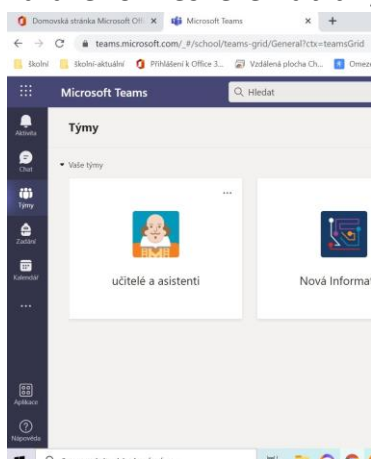 Domovská stránka Microsoft Offi
Microsoft Teams
teams.microsoft.com/_#/school/teams-grid/General?ctx=teamsGrid
školní
školní-aktuální
Přihlášení k Office 3...
Vzdálená plocha Ch...
Omeze
Microsoft Teams
Hledat
Aktivita
Chat
Týmy
Zadání
Kalendář
Aplikace
Nápověda
Týmy
Vaše týmy
učitelé a asistenti
Nová Informat